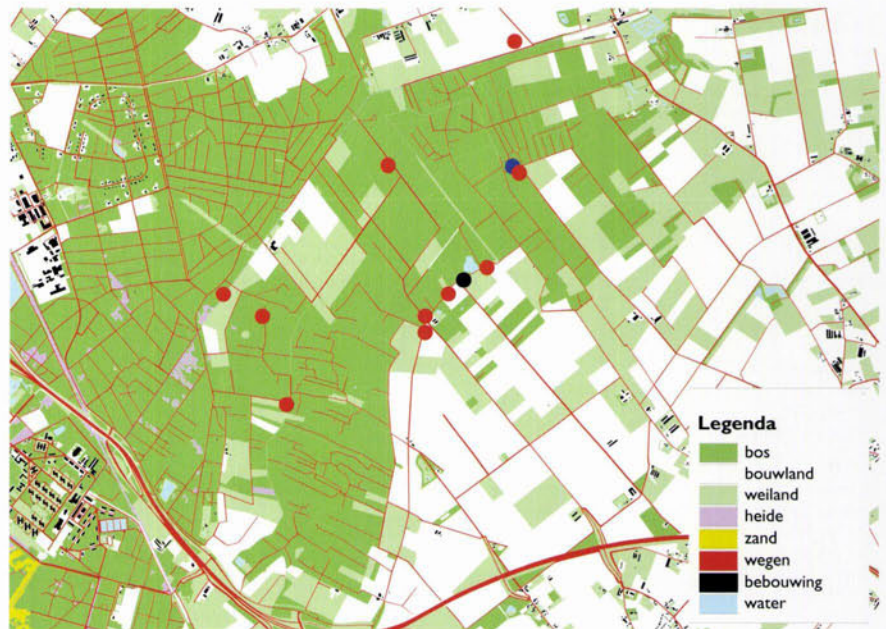 Legenda
bos
bouwland
weiland
heide
zand
wegen
bebouwing
water